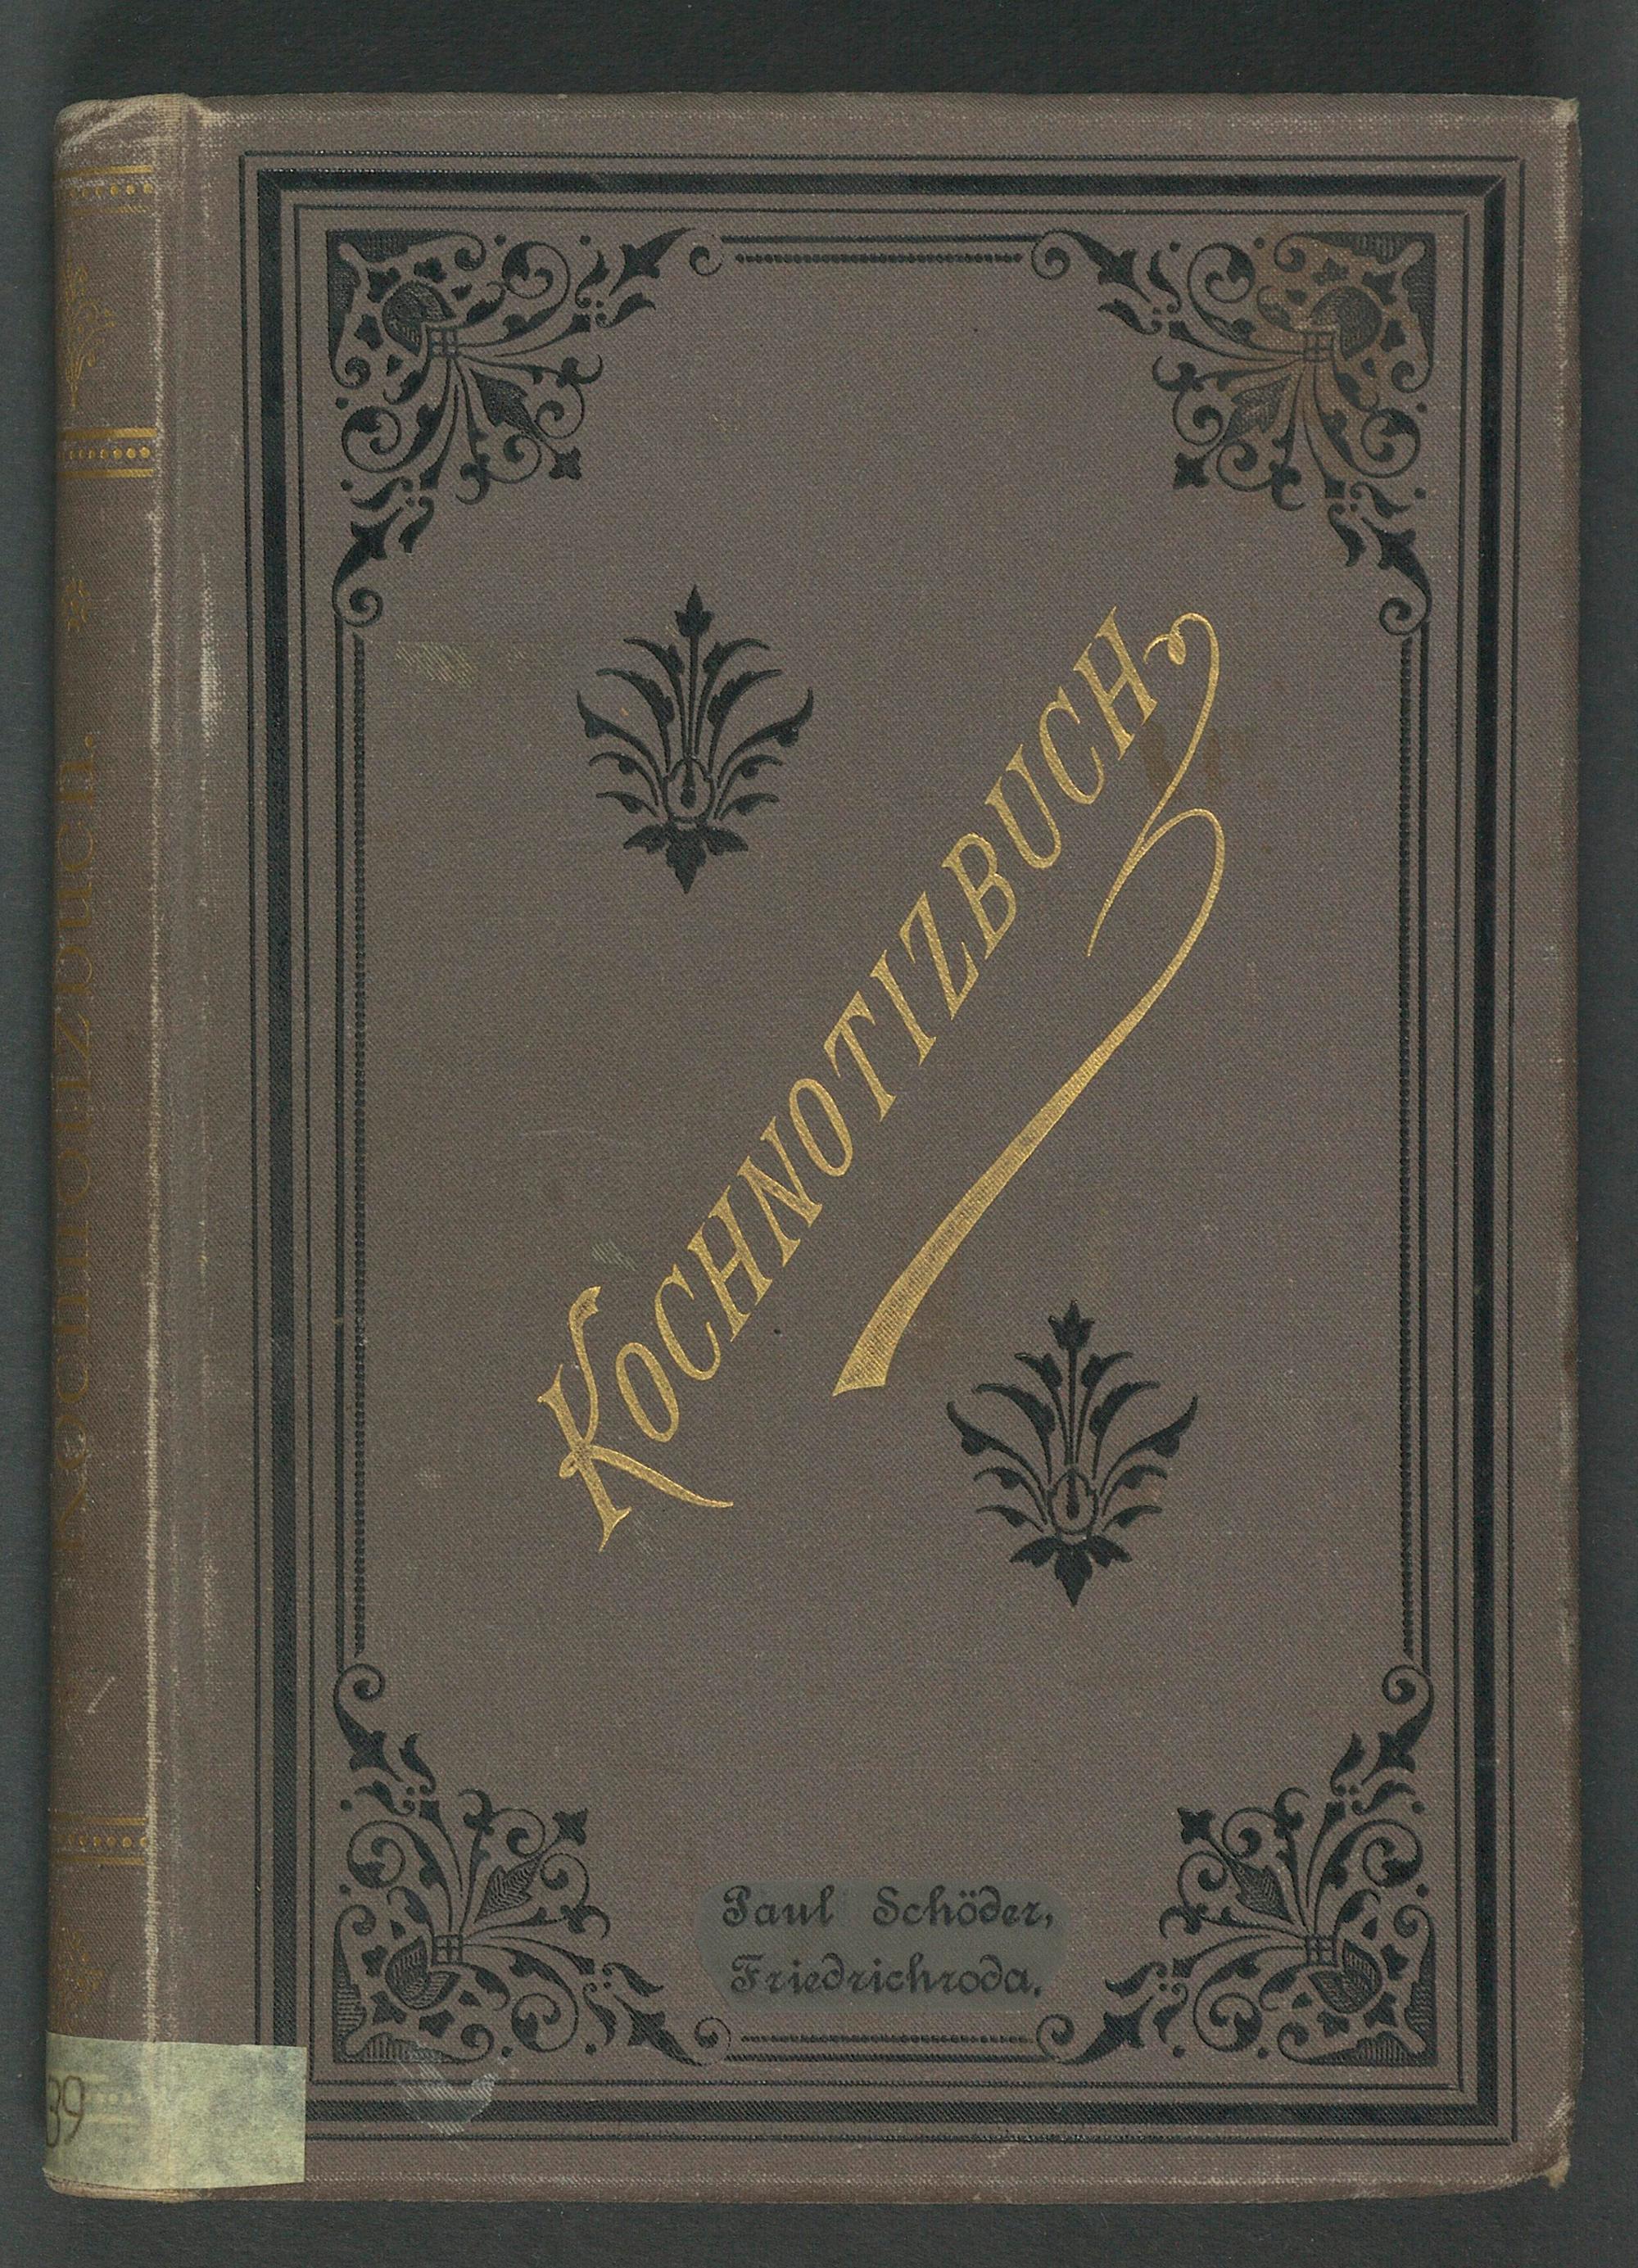 Kochnotizbuch.
KOCHNOTIZBUCH
Paul Schöder,
Friedrichroda.
39